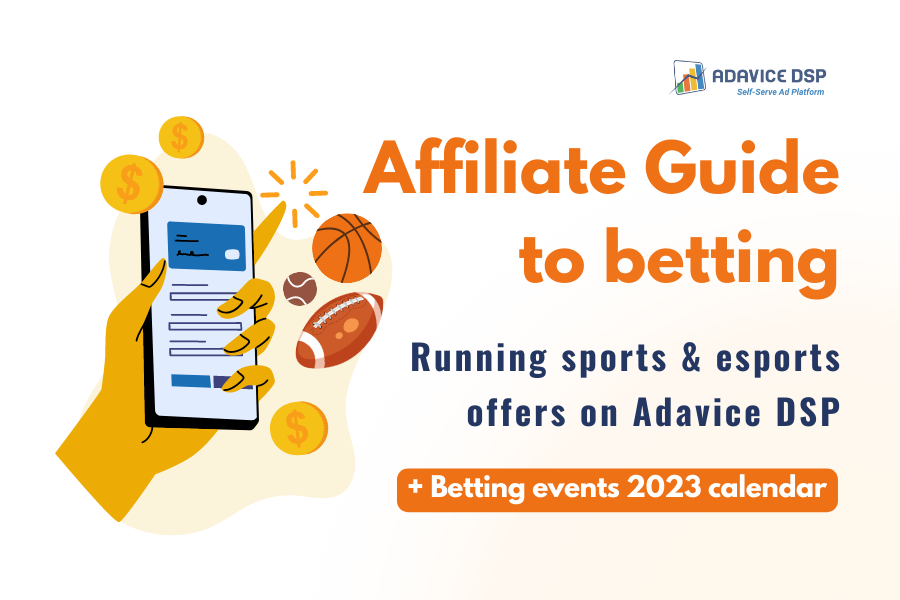 ADAVICE DSP
Self-Serve Ad Platform
Affiliate Guide
to betting
Running sports & esports
offers on Adavice DSP
+ Betting events 2023 calendar
$
$
$